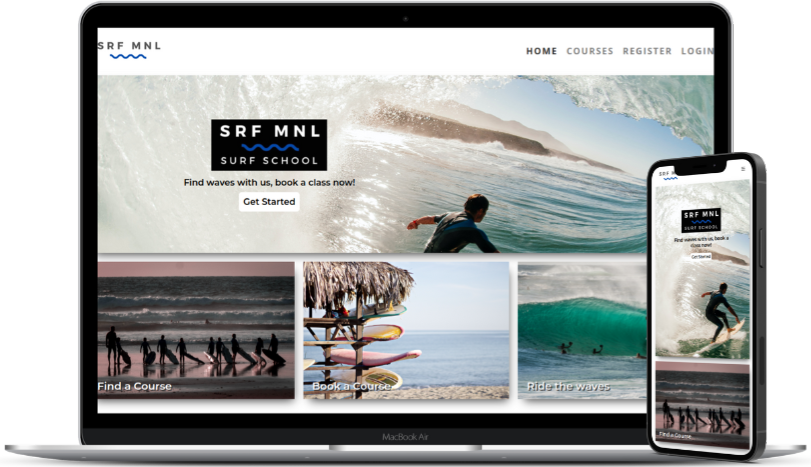 SRF MNL
HOME COURSES REGISTER LOGIN
SRF MNL
SURF SCHOOL
Find waves with us, book a class now!
Get Started
Find a Course
Book a Course
Ride the waves
MacBook Air
SRF M
SRF MNL
SURF SCHOOL
Find waves with us, book a
class now!
Get Started
Find a Course